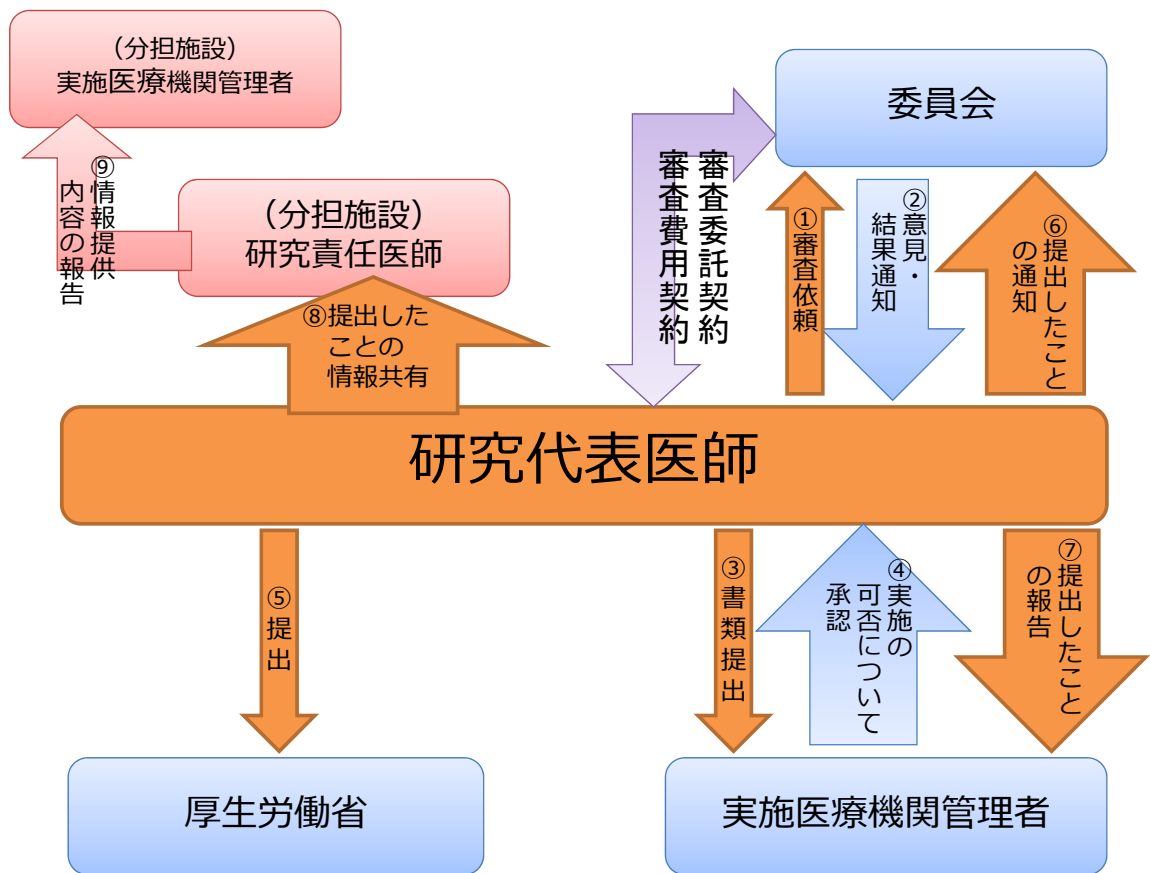 （分担施設）
実施医療機関管理者
委員会
⑨情報提供
内容の報告
（分担施設）
研究責任医師
審査委託契約
審査費用契約
①審査依頼
②意見・
結果通知
⑥提出したこと
の通知
⑧提出した
ことの
情報共有
研究代表医師
⑤提出
③書類提出
④実施の
可否について
承認
⑦提出したこと
の報告
厚生労働省
実施医療機関管理者